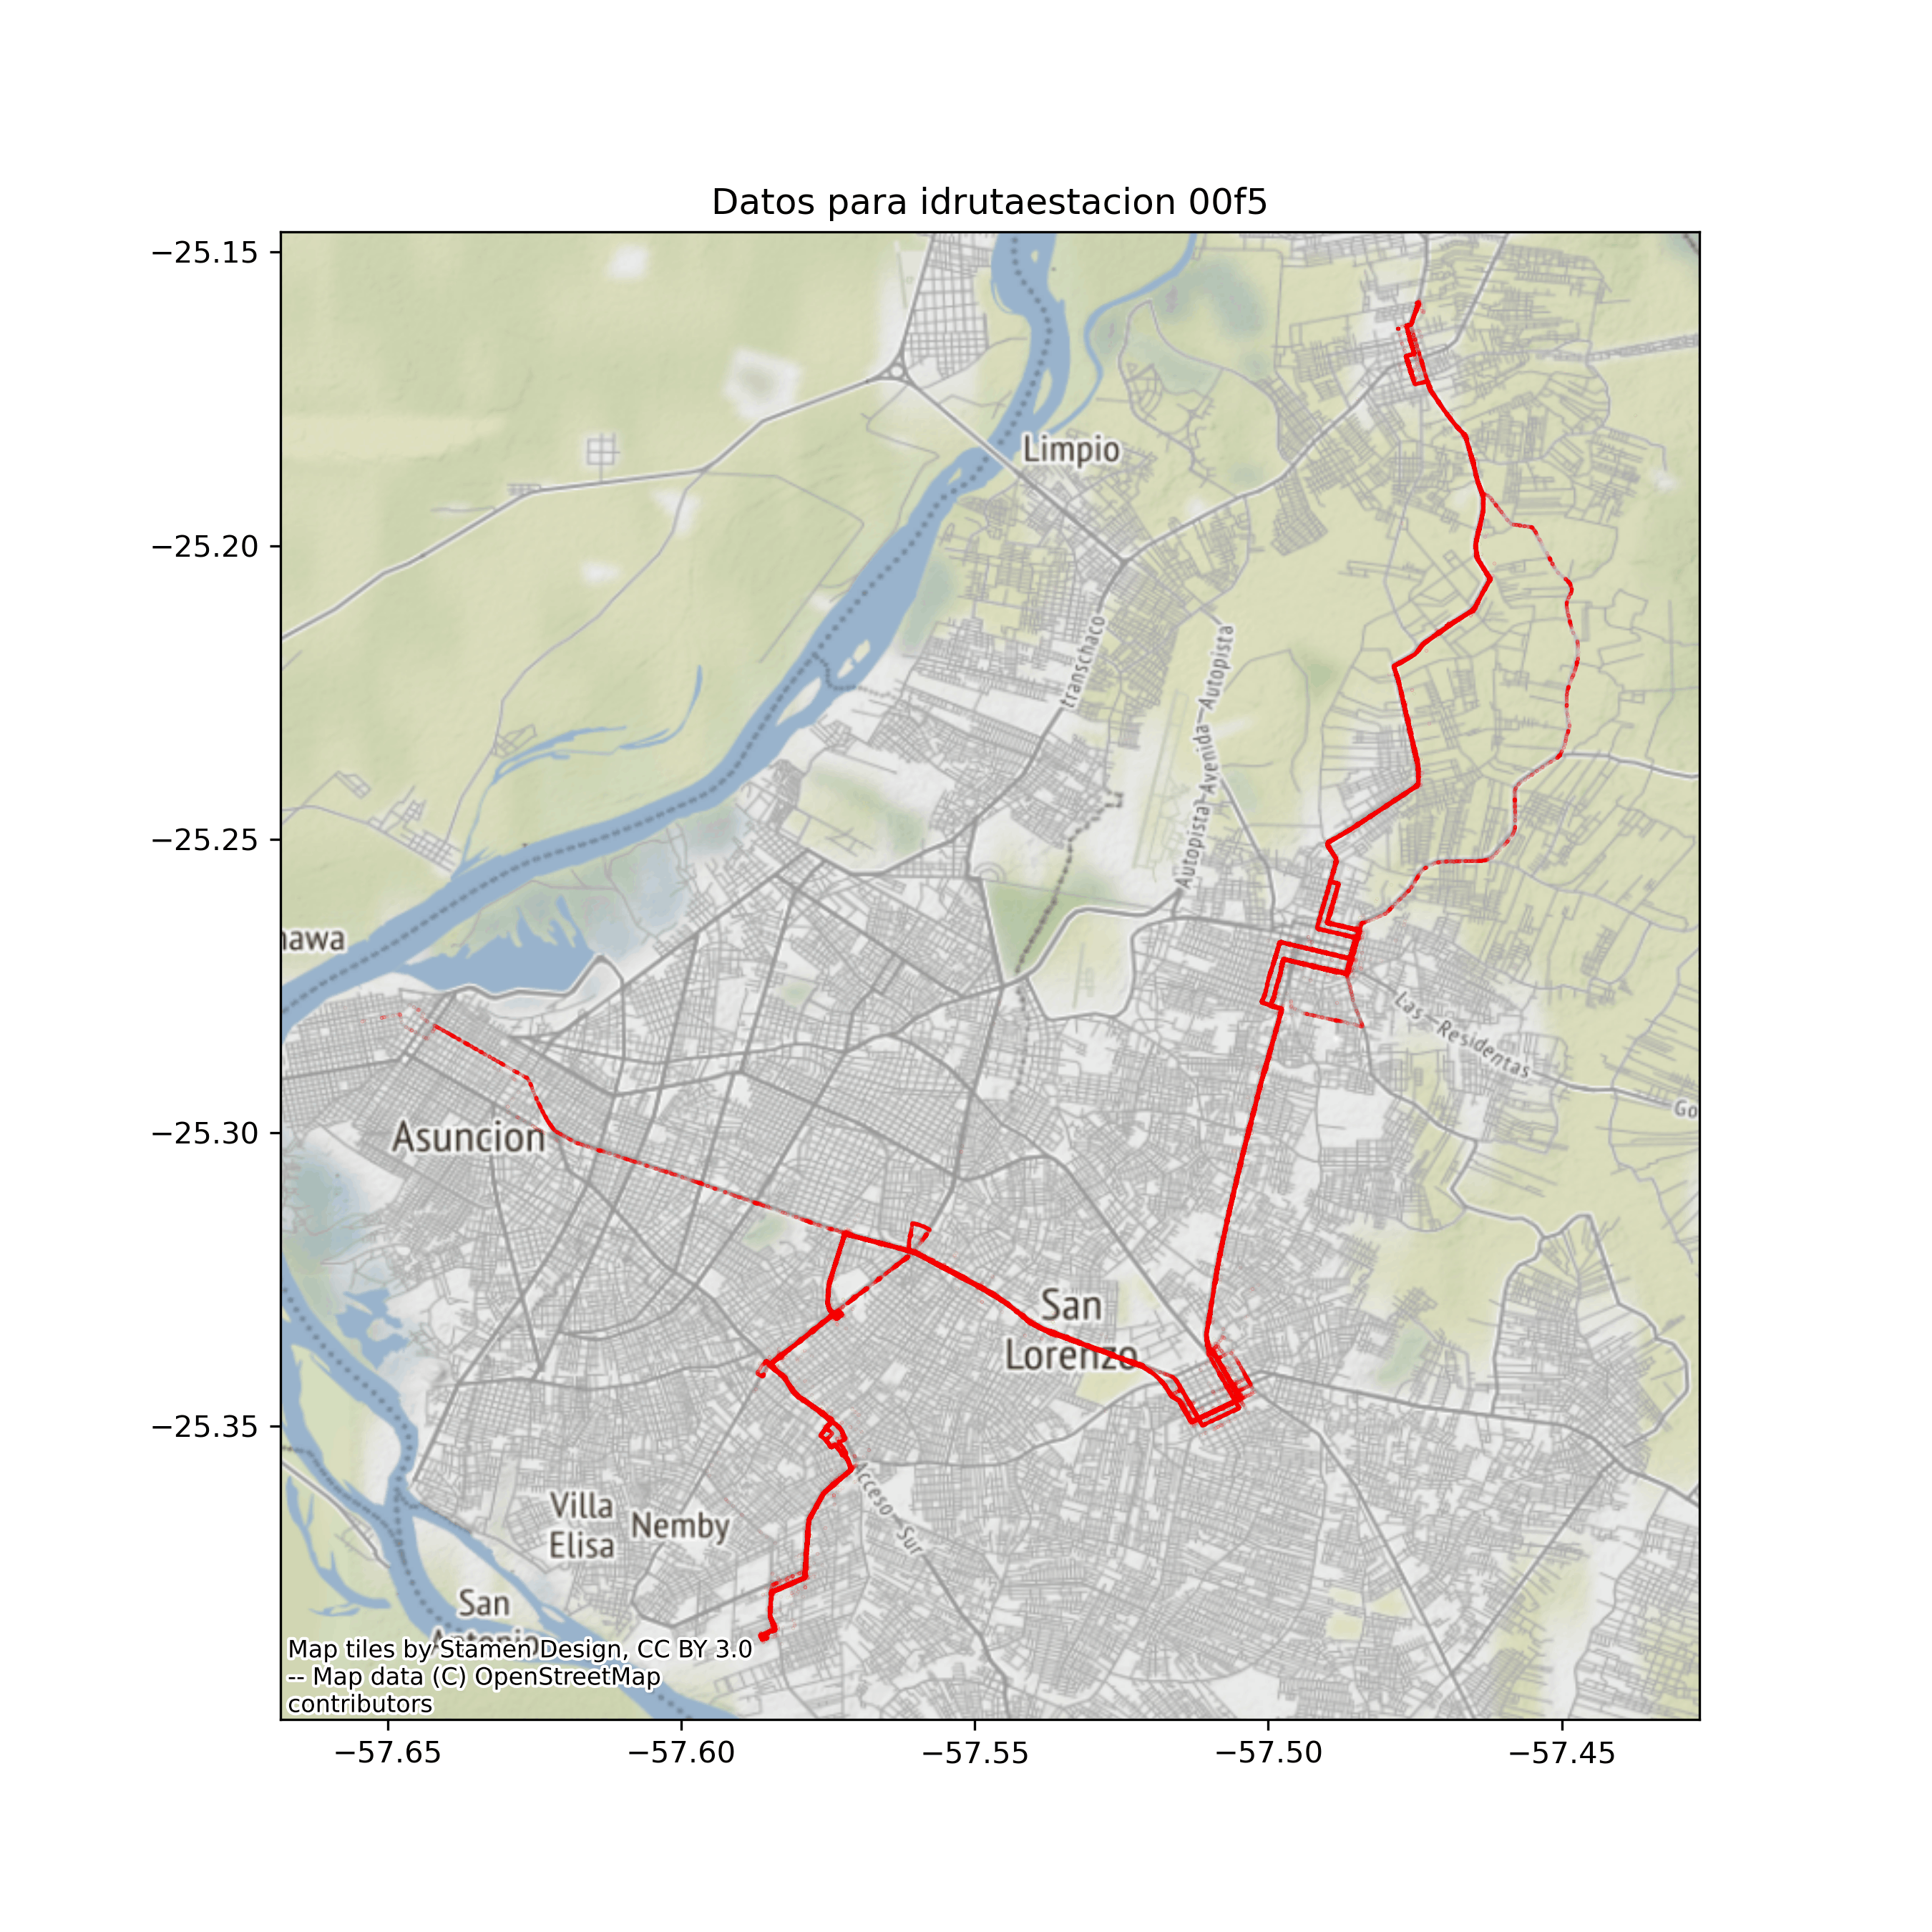 Datos para idrutaestacion 00f5
−25.15
Limpio
−25.20
transchaco
Autopista-Avenida-Autopista
−25.25
nawa
Las-Residentas
−25.30
Go
Asuncion
San
Lorenzo
−25.35
Acceso-Sur
Villa
Elisa
Nemby
San
Antonio
Map tiles by Stamen Design, CC BY 3.0
-- Map data (C) OpenStreetMap
contributors
−57.65
−57.60
−57.55
−57.50
−57.45